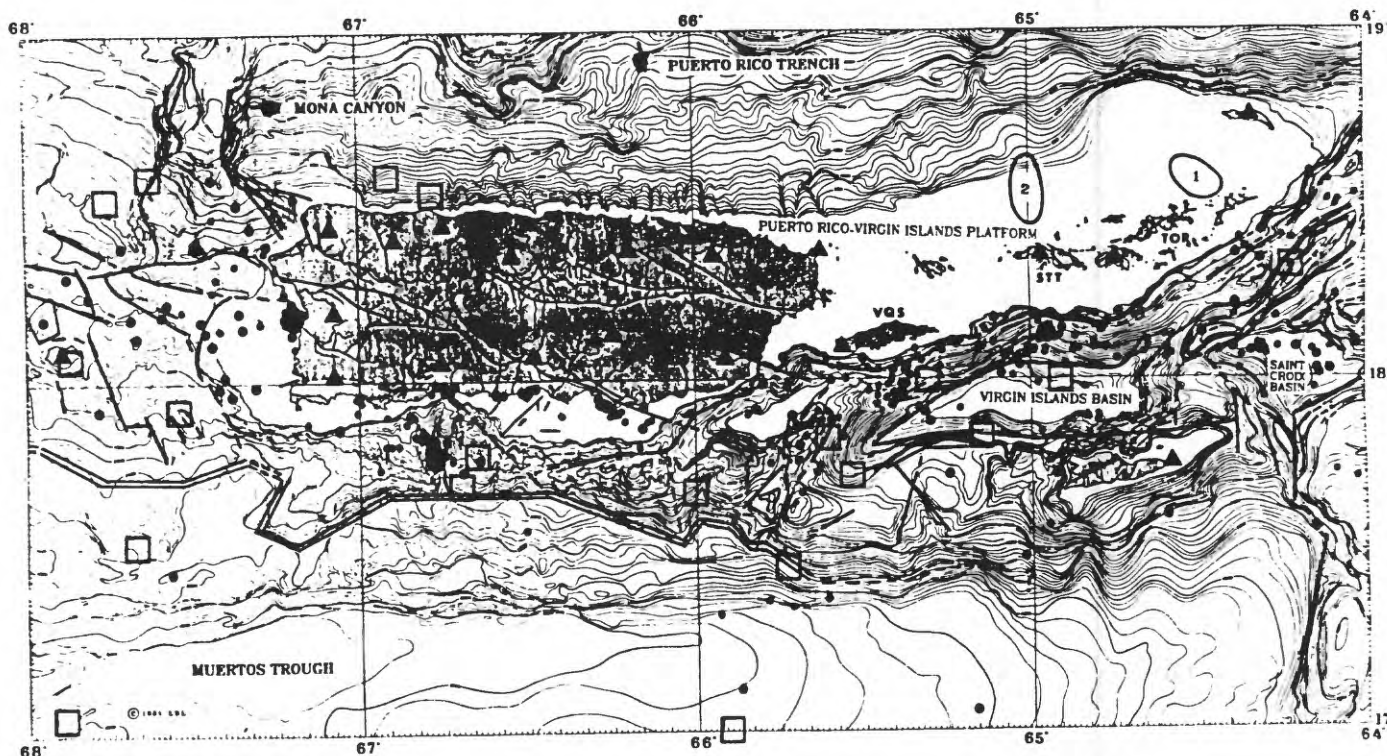 68° 67° 66° 65° 64°
19°
PUERTO RICO TRENCH
MONA CANYON
1
2
PUERTO RICO-VIRGIN ISLANDS PLATFORM
STT
VQS
18°
SAINT
CROIX
BASIN
VIRGIN ISLANDS BASIN
MUERTOS TROUGH
17°
68° 67° 66° 65° 64°